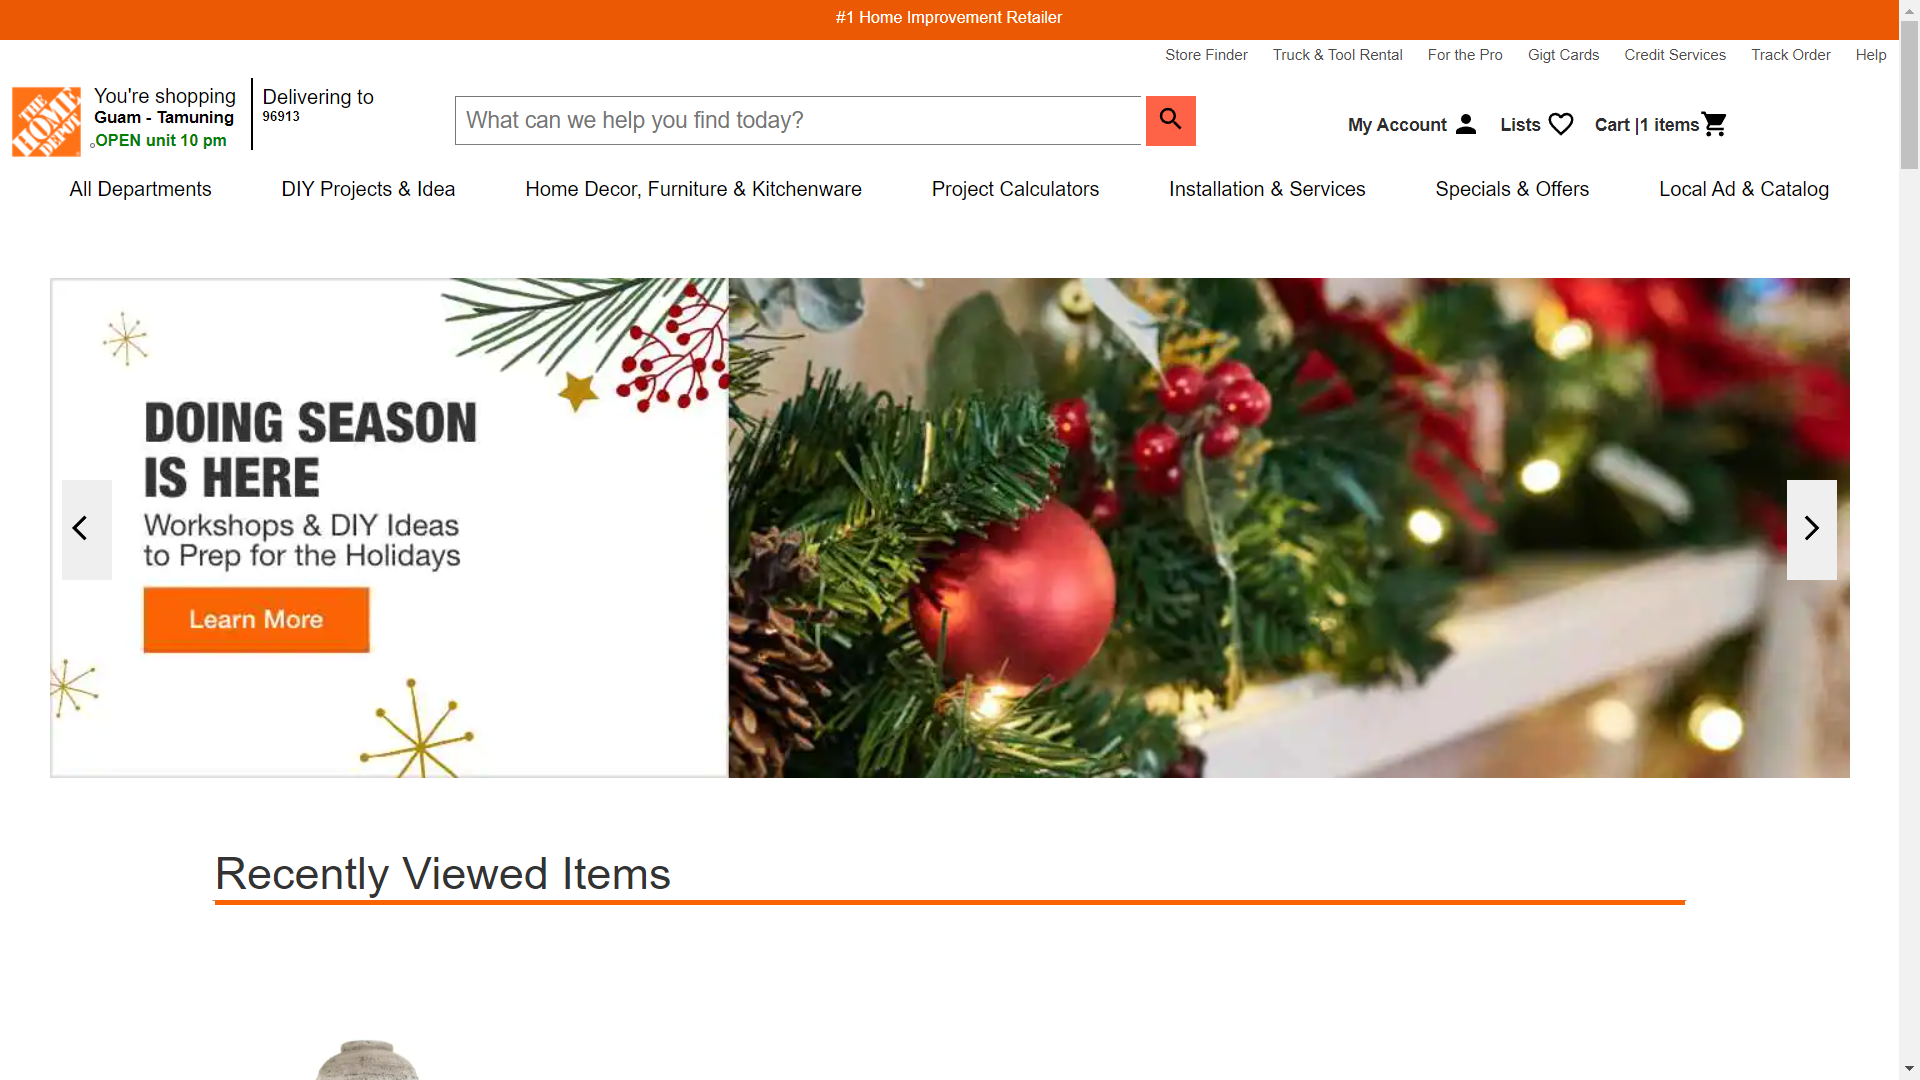 #1 Home Improvement Retailer
Store Finder Truck & Tool Rental For the Pro Gigt Cards Credit Services Track Order Help
THE HOME DEPOT
You're shopping
Guam - Tamuning
OPEN unit 10 pm
Delivering to
96913
What can we help you find today?
My Account Lists Cart |1 items
All Departments DIY Projects & Idea Home Decor, Furniture & Kitchenware Project Calculators Installation & Services Specials & Offers Local Ad & Catalog
DOING SEASON
IS HERE
Workshops & DIY Ideas
to Prep for the Holidays
Learn More
Recently Viewed Items